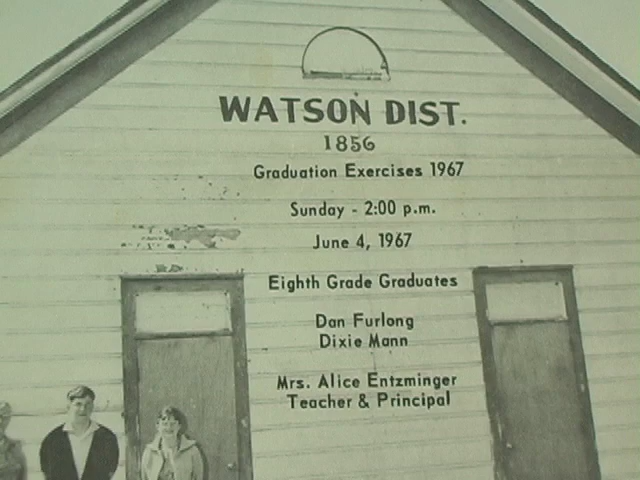 WATSON DIST.
1856
Graduation Exercises 1967
Sunday - 2:00 p.m.
June 4, 1967
Eighth Grade Graduates
Dan Furlong
Dixie Mann
Mrs. Alice Entzminger
Teacher & Principal